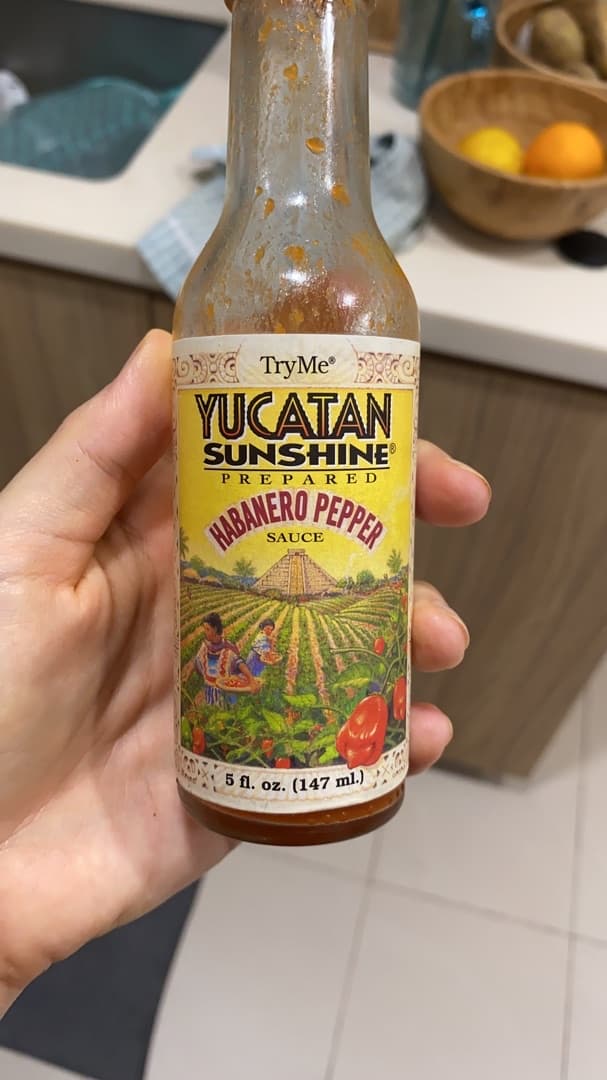 TryMe®
YUCATAN
SUNSHINE®
PREPARED
HABANERO PEPPER
SAUCE
5 fl. oz. (147 ml.)